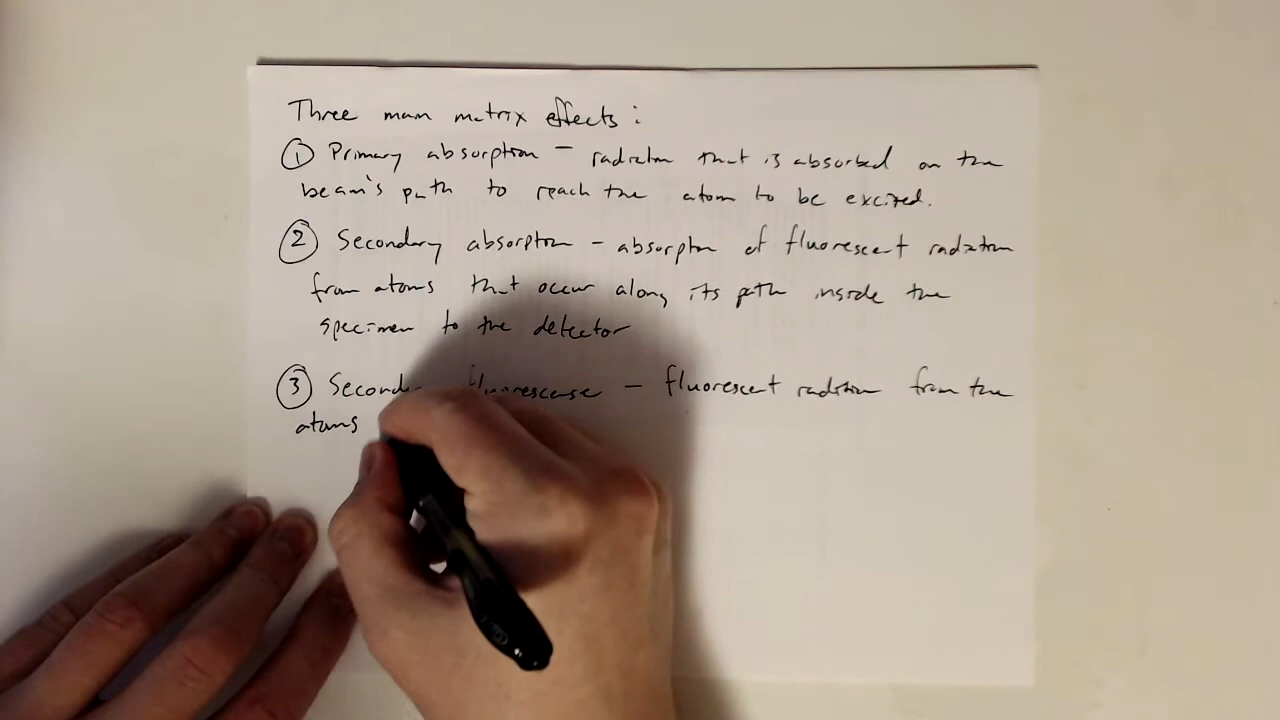 Three main matrix effects:
① Primary absorption – radiation that is absorbed on the
beam's path to reach the atom to be excited.
② Secondary absorption – absorption of fluorescent radiation
from atoms that occur along its path inside the
specimen to the detector
③ Second fluorescense – fluorescent radiation from the
atoms